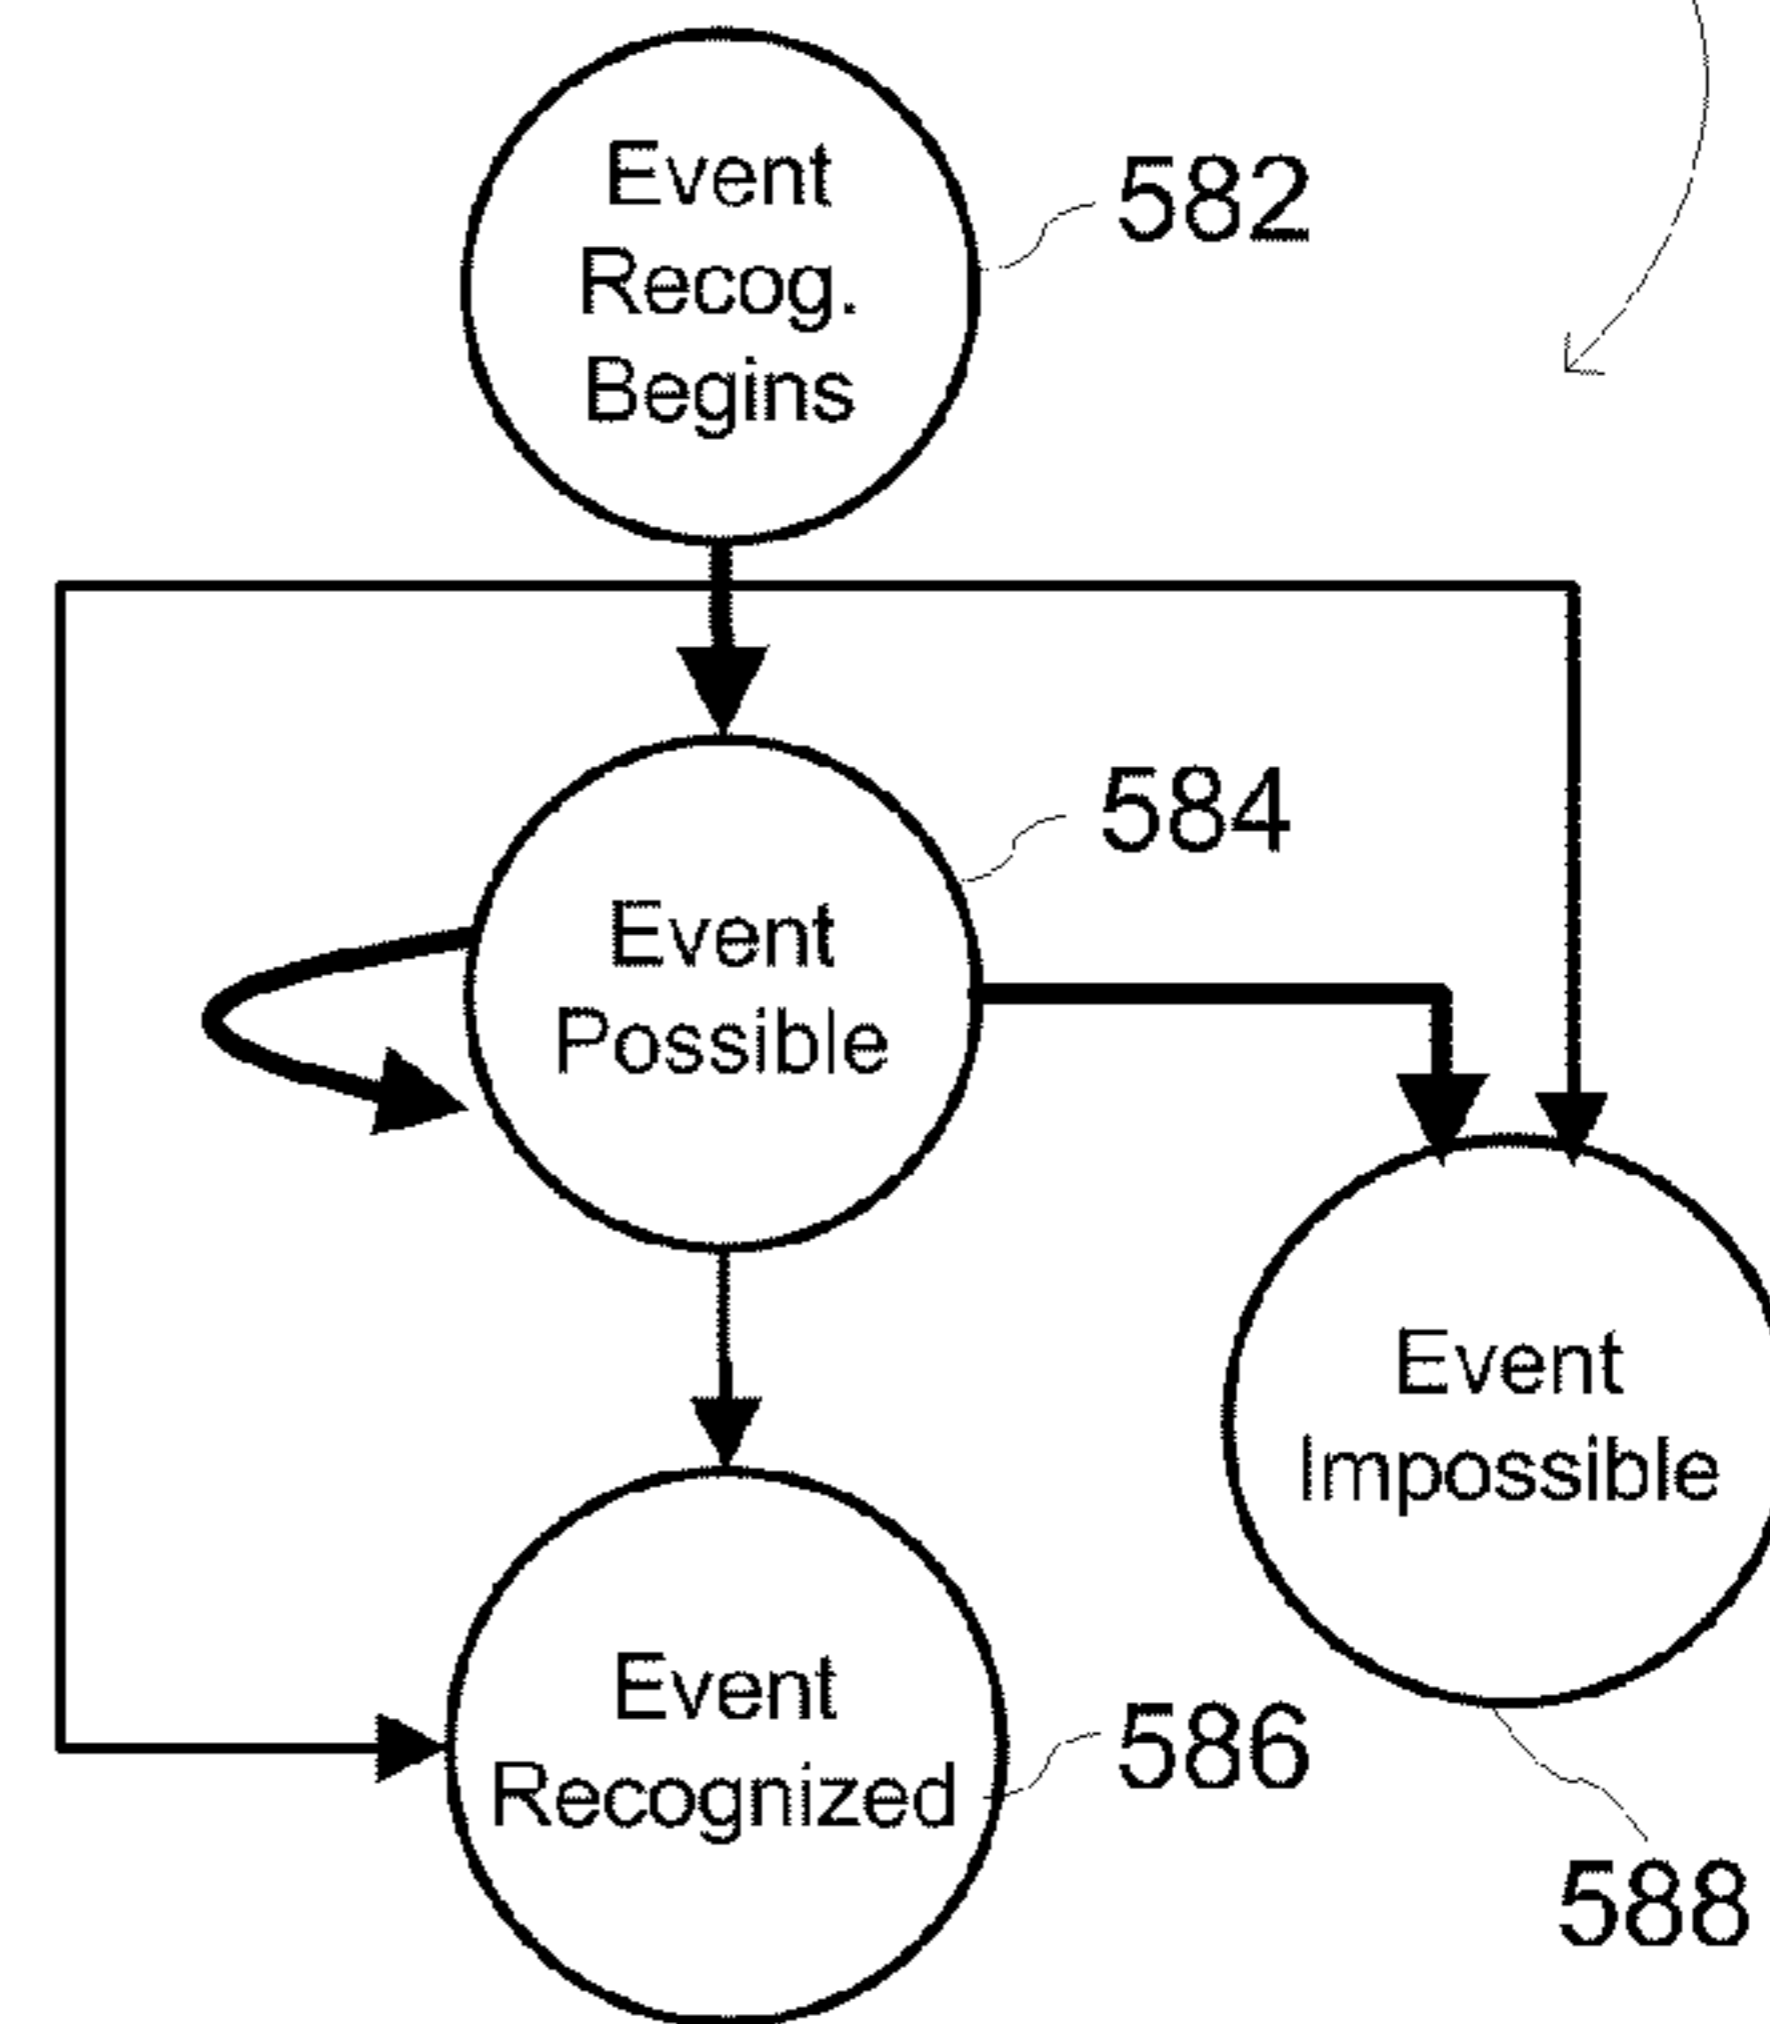 Event
Recog.
Begins
582
584
Event
Possible
Event
Impossible
Event
Recognized
586
588